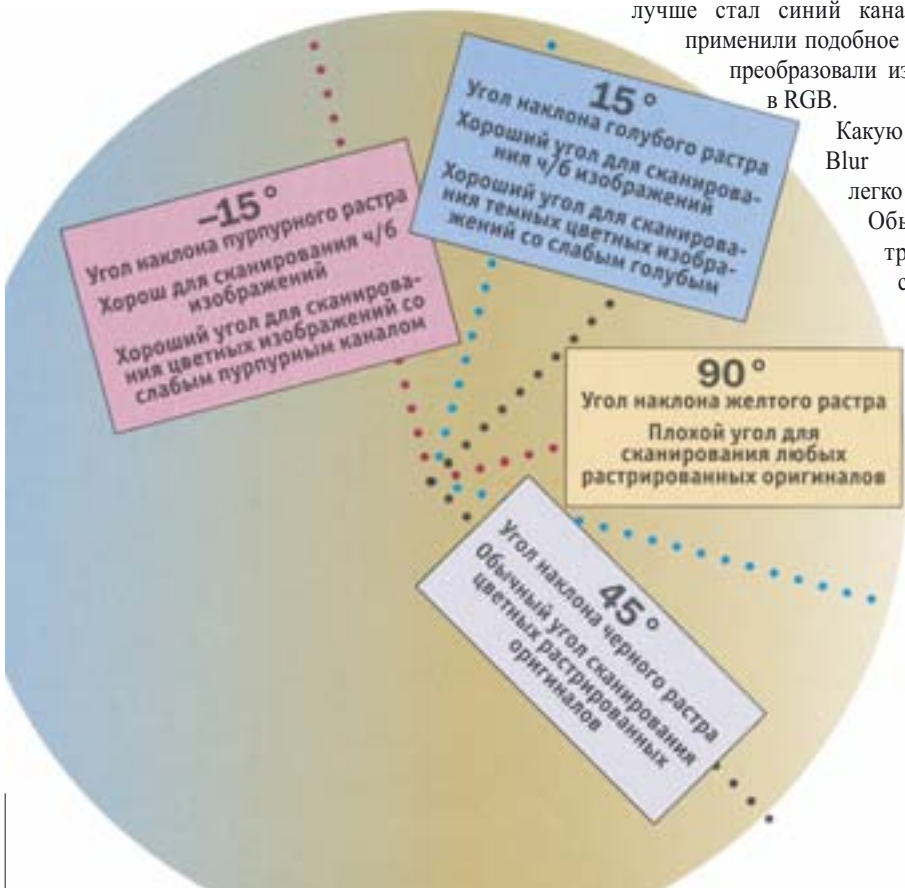 лучше стал синий кана
применили подобное
преобразовали из
в RGB.
Какую
Blur
легко
Обы
тр
с
15°
Угол наклона голубого растра
Хороший угол для сканирова-
ния ч/б изображений
Хороший угол для сканирова-
ния темных цветных изобра-
жений со слабым голубым
–15°
Угол наклона пурпурного растра
Хорош для сканирования ч/б
изображений
Хороший угол для сканирова-
ния цветных изображений со
слабым пурпурным каналом
90°
Угол наклона желтого растра
Плохой угол для
сканирования любых
растрированных оригиналов
45°
Угол наклона черного растра
Обычный угол сканирования
цветных растрированных
оригиналов